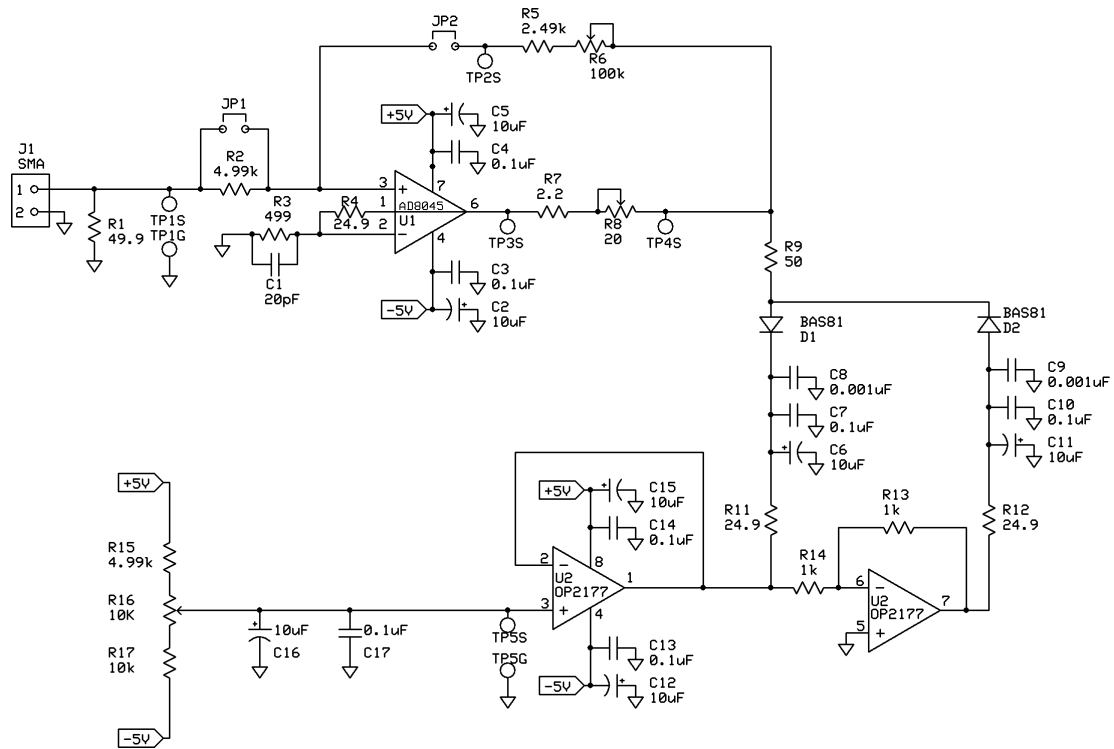 JP2
R5
2.49k
R6
100k
TP2S
JP1
+5V
C5
10uF
C4
0.1uF
J1
SMA
1
2
R2
4.99k
R1
49.9
TP1S
TP1G
R3
499
R4
24.9
C1
20pF
3
1
2
+
AD8045
U1
−
7
6
4
TP3S
R7
2.2
R8
20
TP4S
C3
0.1uF
-5V
C2
10uF
R9
50
BAS81
D1
BAS81
D2
C8
0.001uF
C7
0.1uF
C6
10uF
C9
0.001uF
C10
0.1uF
C11
10uF
+5V
R15
4.99k
R16
10K
R17
10k
-5V
10uF
C16
0.1uF
C17
+5V
C15
10uF
C14
0.1uF
2
−
8
U2
OP2177
1
3
+
4
TP5S
TP5G
C13
0.1uF
-5V
C12
10uF
R11
24.9
R14
1k
R13
1k
R12
24.9
6
−
U2
OP2177
7
5
+